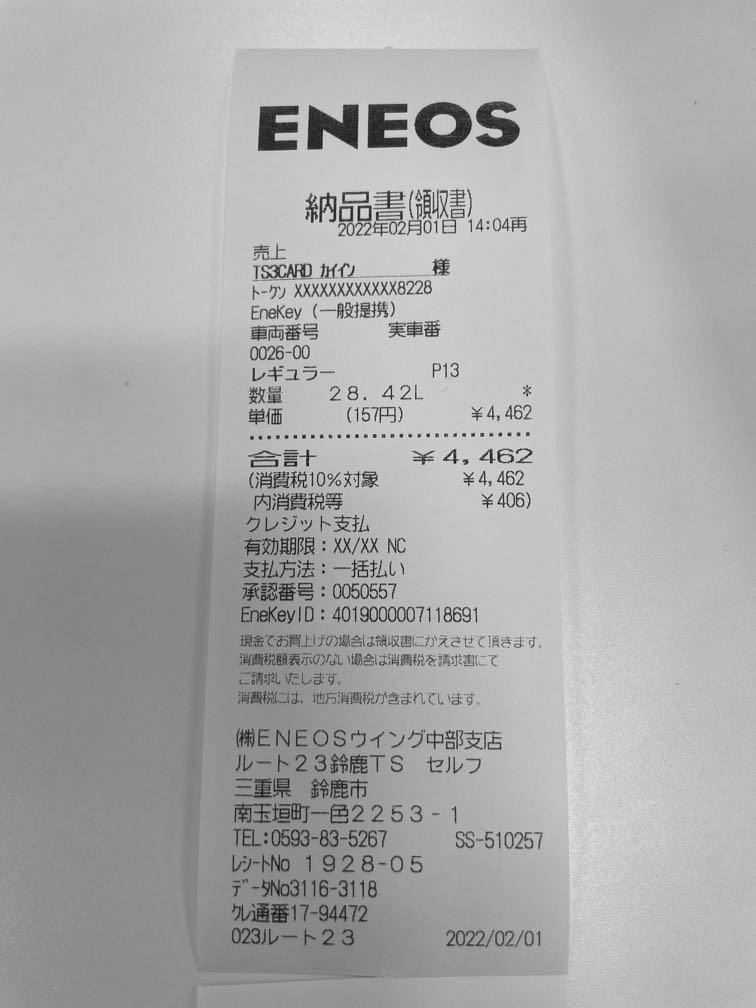 ENEOS
納品書(領収書)
2022年02月01日 14:04再
売上
TS3CARD カイイン 様
トークン XXXXXXXXXXXX8228
EneKey (一般提携)
車両番号 実車番
0026-00
レギュラー P13
数量 28.42L *
単価 (157円) ¥4,462
合計 ¥4,462
(消費税10%対象 ¥4,462
内消費税等 ¥406)
クレジット支払
有効期限:XX/XX NC
支払方法:一括払い
承認番号:0050557
EneKeyID:4019000007118691
現金でお買上げの場合は領収書にかえさせて頂きます。
消費税額表示のない場合は消費税を請求書にて
ご請求いたします。
消費税には、地方消費税が含まれています。
㈱ENEOSウイング中部支店
ルート23鈴鹿TS セルフ
三重県 鈴鹿市
南玉垣町一色2253-1
TEL:0593-83-5267 SS-510257
レシートNo 1928-05
データNo3116-3118
クレ通番17-94472
023ルート23 2022/02/01